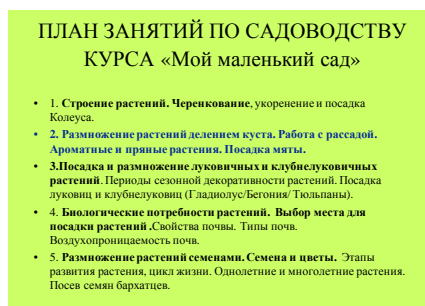 ПЛАН ЗАНЯТИЙ ПО САДОВОДСТВУ
КУРСА «Мой маленький сад»
• 1. Строение растений. Черенкование, укоренение и посадка
Колеуса.
• 2. Размножение растений делением куста. Работа с рассадой.
Ароматные и пряные растения. Посадка мяты.
• 3.Посадка и размножение луковичных и клубнелуковичных
растений. Периоды сезонной декоративности растений. Посадка
луковиц и клубнелуковиц (Гладиолус/Бегония/ Тюльпаны).
• 4. Биологические потребности растений. Выбор места для
посадки растений .Свойства почвы. Типы почв.
Воздухопроницаемость почв.
• 5. Размножение растений семенами. Семена и цветы. Этапы
развития растения, цикл жизни. Однолетние и многолетние растения.
Посев семян бархатцев.